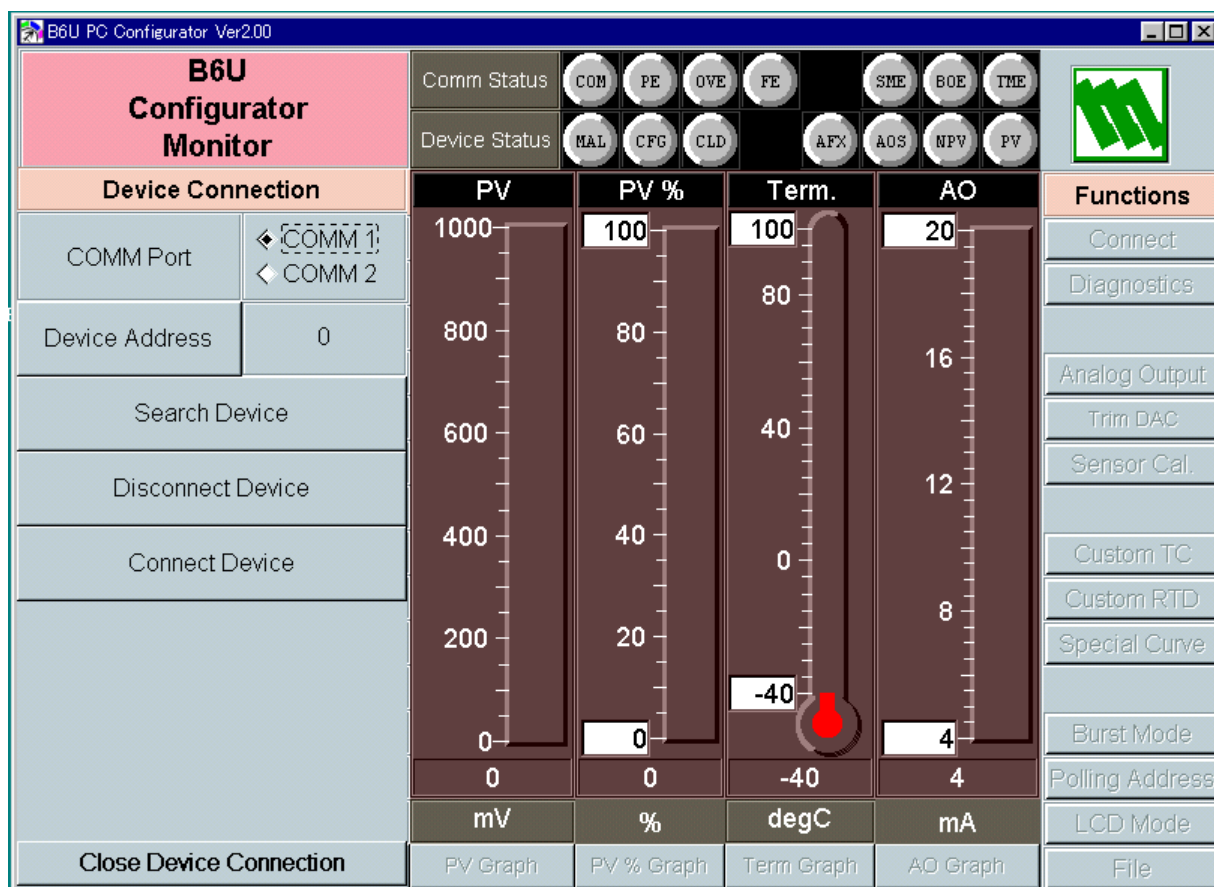 B6U PC Configurator Ver2.00
B6U
Configurator
Monitor
Comm Status COM PE OVE FE SME BOE TME
Device Status MAL CFG CLD AFX AOS NPV PV
Device Connection
COMM Port
COMM 1
COMM 2
Device Address 0
Search Device
Disconnect Device
Connect Device
Close Device Connection
PV
1000
800
600
400
200
0
0
mV
PV Graph
PV %
100
80
60
40
20
0
0
%
PV % Graph
Term.
100
80
40
0
-40
-40
degC
Term Graph
AO
20
16
12
8
4
4
mA
AO Graph
Functions
Connect
Diagnostics
Analog Output
Trim DAC
Sensor Cal.
Custom TC
Custom RTD
Special Curve
Burst Mode
Polling Address
LCD Mode
File